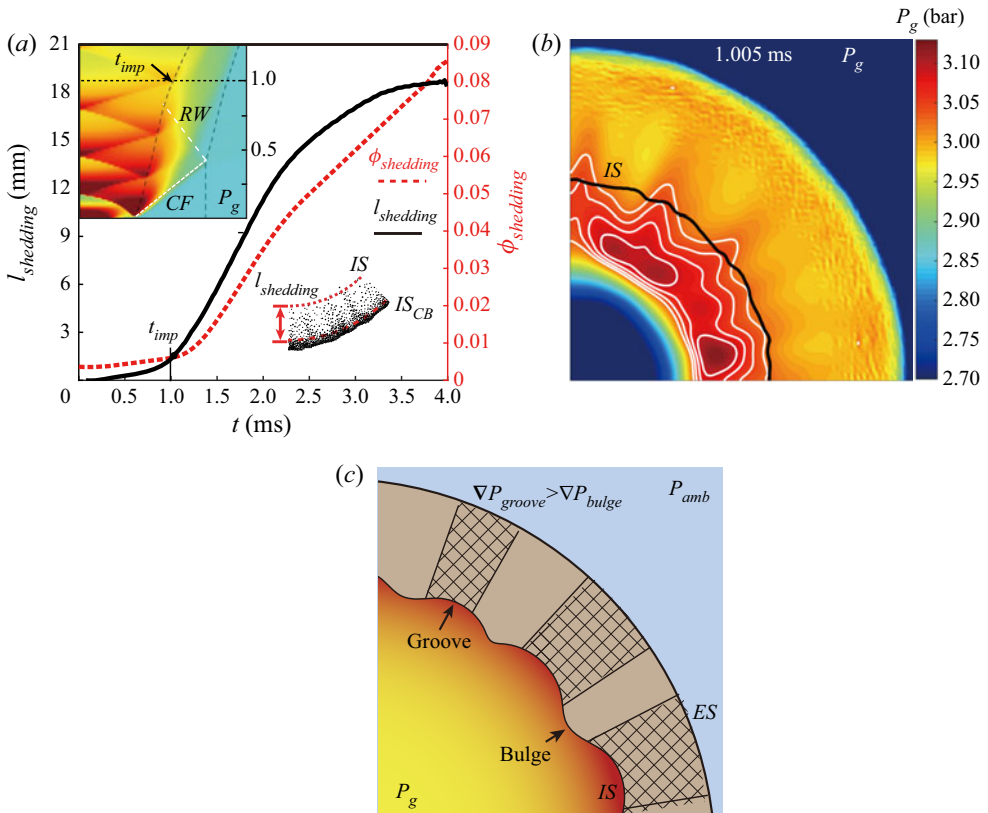 (a)
21
18
15
12
9
6
3
0
l_shedding (mm)
t_imp
RW
CF
P_g
1.0
0.5
0.09
0.08
0.07
0.06
0.05
0.04
0.03
0.02
0.01
0
ϕ_shedding
ϕ_shedding
l_shedding
l_shedding
IS
IS_CB
t_imp
0.5 1.0 1.5 2.0 2.5 3.0 3.5 4.0
t (ms)
(b)
1.005 ms
P_g
IS
P_g (bar)
3.10
3.05
3.00
2.95
2.90
2.85
2.80
2.75
2.70
(c)
∇P_groove>∇P_bulge
P_amb
Groove
Bulge
ES
IS
P_g